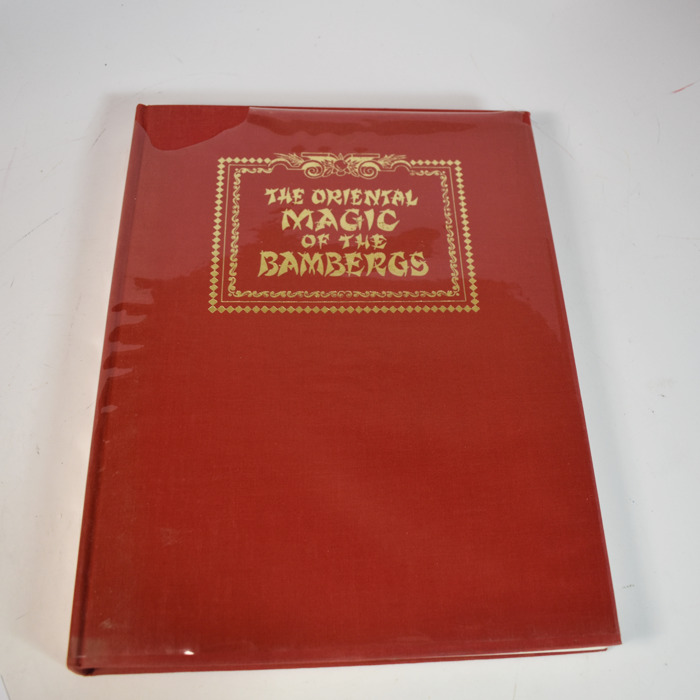 THE ORIENTAL
MAGIC
OF THE
BAMBERGS